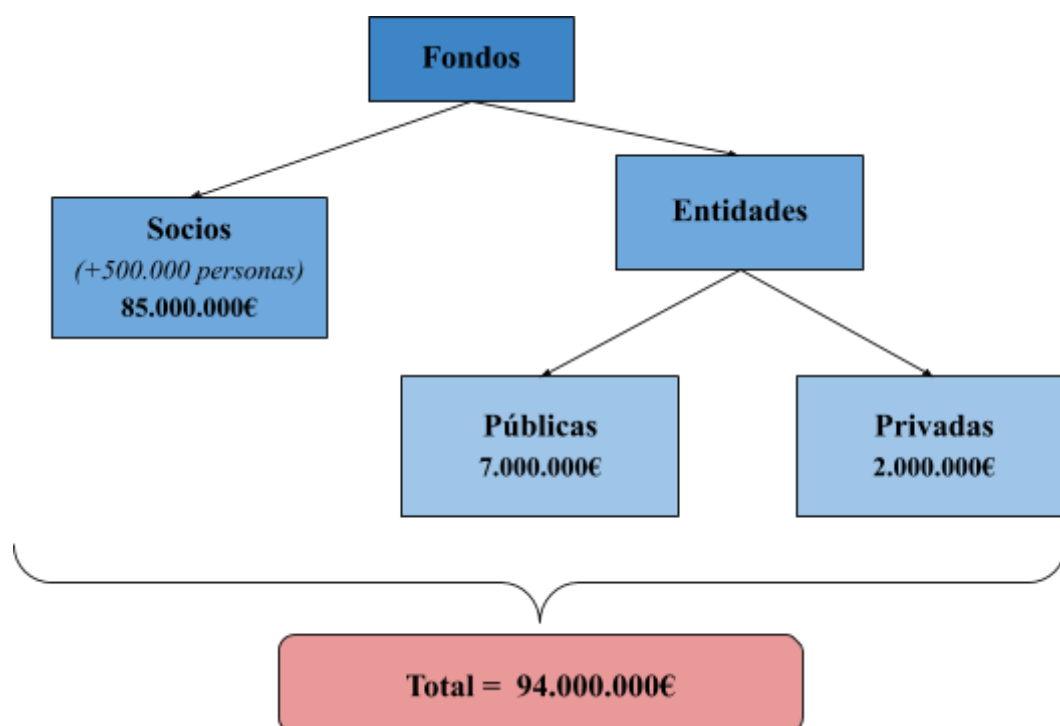 Fondos
Socios
(+500.000 personas)
85.000.000€
Entidades
Públicas
7.000.000€
Privadas
2.000.000€
Total = 94.000.000€